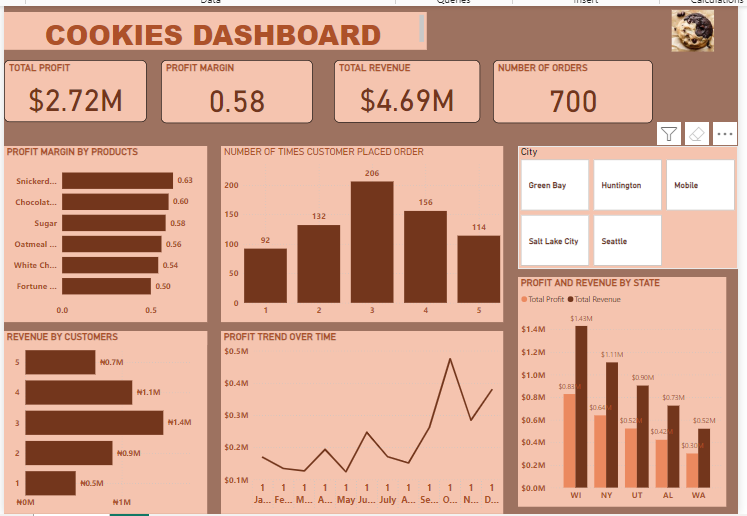 Data
Queries
Insert
Calculations
COOKIES DASHBOARD
TOTAL PROFIT
$2.72M
PROFIT MARGIN
0.58
TOTAL REVENUE
$4.69M
NUMBER OF ORDERS
700
PROFIT MARGIN BY PRODUCTS
Snickerd... 0.63
Chocolat... 0.60
Sugar 0.58
Oatmeal ... 0.56
White Ch... 0.54
Fortune ... 0.50
0.0 0.5
NUMBER OF TIMES CUSTOMER PLACED ORDER
200
150
100
50
0
92 132 206 156 114
1 2 3 4 5
City
Green Bay Huntington Mobile
Salt Lake City Seattle
REVENUE BY CUSTOMERS
5 ₦0.7M
4 ₦1.1M
3 ₦1.4M
2 ₦0.9M
1 ₦0.5M
₦0M ₦1M
PROFIT TREND OVER TIME
$0.5M
$0.4M
$0.3M
$0.2M
$0.1M
1 1 1 1 1 1 1 1 1 1 1 1
Ja... Fe... M... A... May Ju... July A... Se... O... N... D...
PROFIT AND REVENUE BY STATE
Total Profit Total Revenue
$1.4M
$1.2M
$1.0M
$0.8M
$0.6M
$0.4M
$0.2M
$0.0M
$0.83M $1.43M
$0.64M $1.11M
$0.52M $0.90M
$0.42M $0.73M
$0.30M $0.52M
WI NY UT AL WA